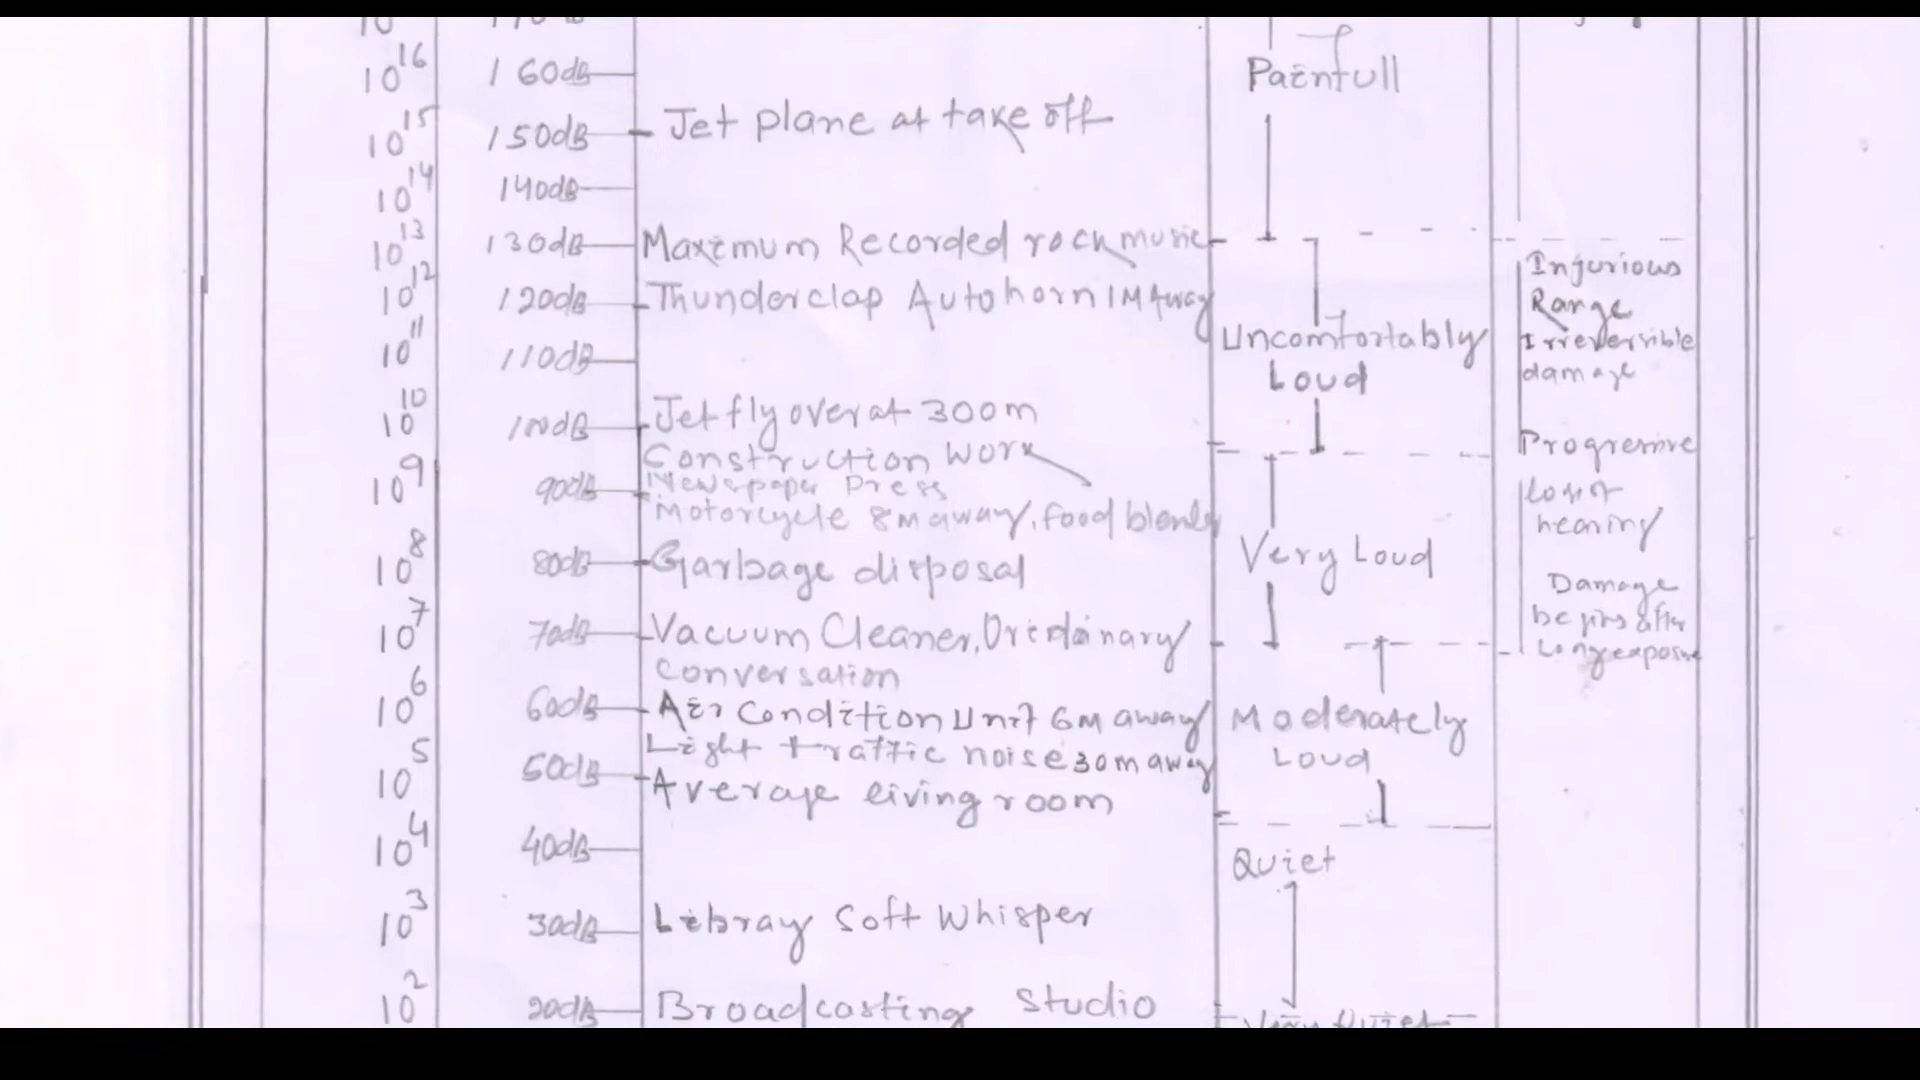 10^16 160dB Painfull
10^15 150dB Jet plane at take off
10^14 140dB
10^13 130dB Maximum Recorded rock music
10^12 120dB Thunderclap Autohorn 1M Away
Injurious
Range
Irreversible
damage
10^11 110dB
Uncomfortably
Loud
10^10 100dB Jet fly over at 300m
Construction Work
10^9 90dB Newspaper Press
Motorcycle 8m away, food
Progressive
hearing
10^8 80dB Garbage disposal
Very Loud
Damage
begins after
Long exposure
10^7 70dB Vacuum Cleaner, Ordinary
conversation
10^6 60dB Air Condition Unit 6m away
Light traffic noise 30m away
Moderately
Loud
10^5 50dB Average living room
10^4 40dB
Quiet
10^3 30dB Libray Soft Whisper
10^2 20dB Broadcasting Studio
Very Quiet